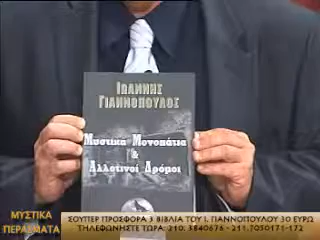 ΙΩΑΝΝΗΣ
ΓΙΑΝΝΟΠΟΥΛΟΣ
Μυστικά Μονοπάτια
&
Αλλοτινοί Δρόμοι
ΜΥΣΤΙΚΑ
ΠΕΡΑΣΜΑΤΑ
ΣΟΥΠΕΡ ΠΡΟΣΦΟΡΑ 3 ΒΙΒΛΙΑ ΤΟΥ Ι. ΓΙΑΝΝΟΠΟΥΛΟΥ 30 ΕΥΡΩ
ΤΗΛΕΦΩΝΗΣΤΕ ΤΩΡΑ: 210. 3840676 - 211.7050171-172